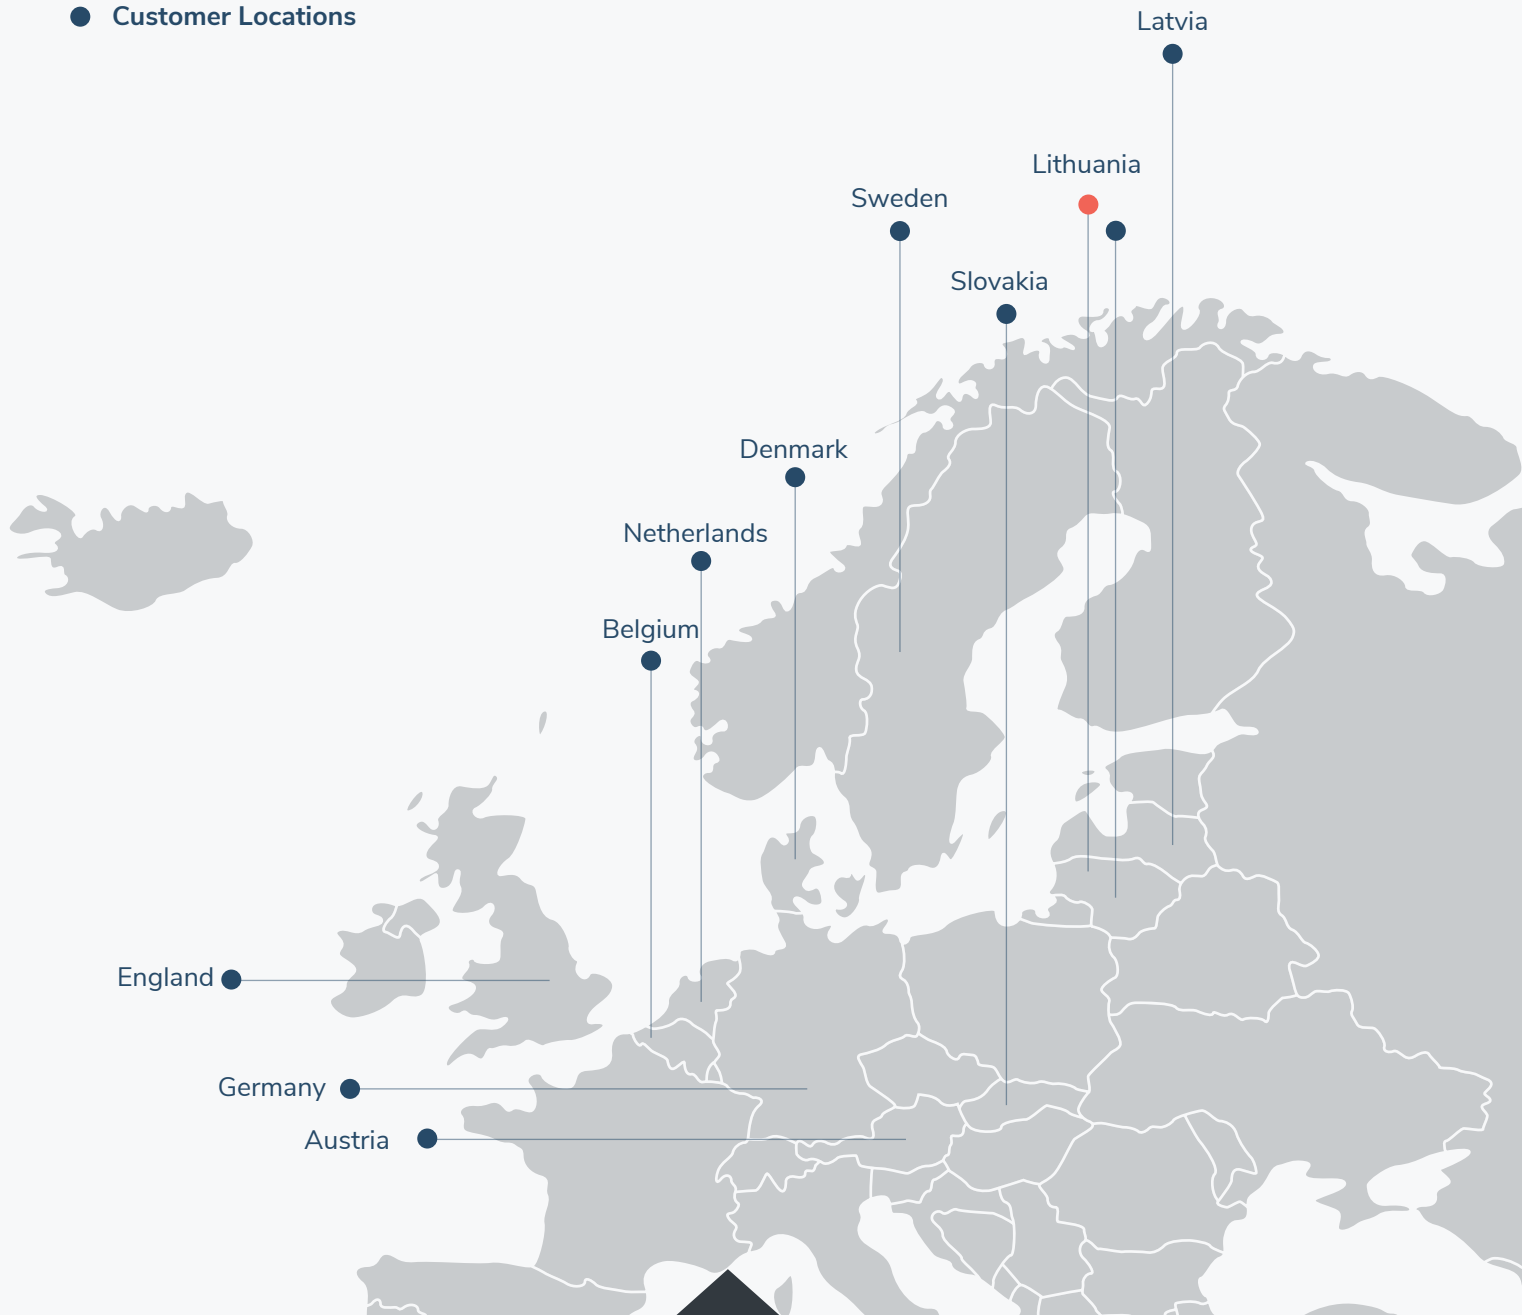 Customer Locations
Latvia
Lithuania
Sweden
Slovakia
Denmark
Netherlands
Belgium
England
Germany
Austria